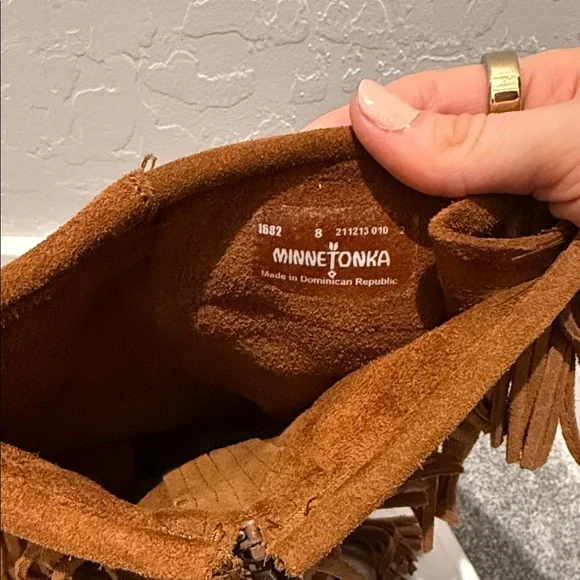 1682 8 211213 010
MINNETONKA
Made in Dominican Republic